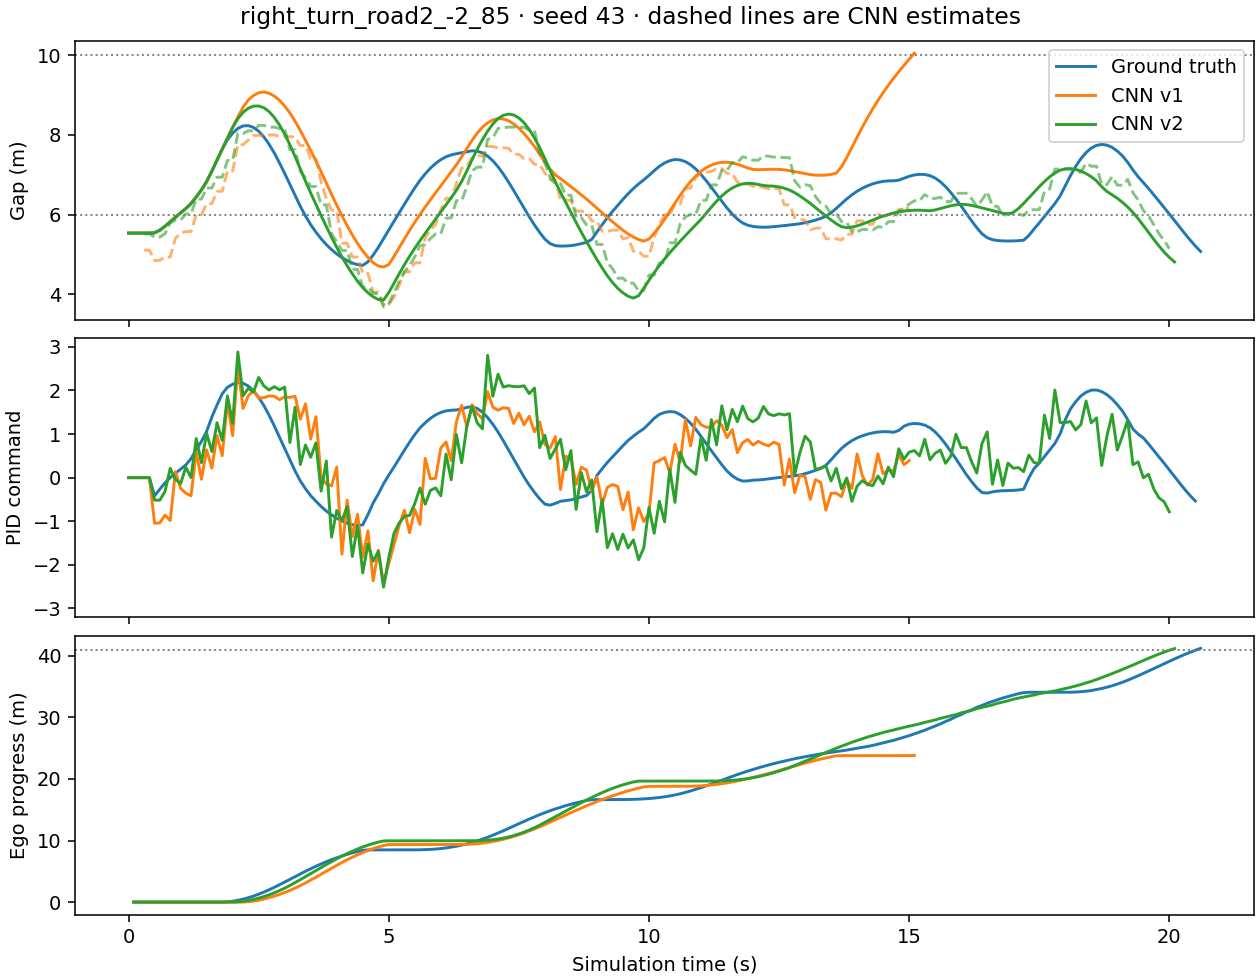 right_turn_road2_-2_85 · seed 43 · dashed lines are CNN estimates
Gap (m)
10
8
6
4
Ground truth
CNN v1
CNN v2
PID command
3
2
1
0
−1
−2
−3
Ego progress (m)
40
30
20
10
0
0 5 10 15 20
Simulation time (s)